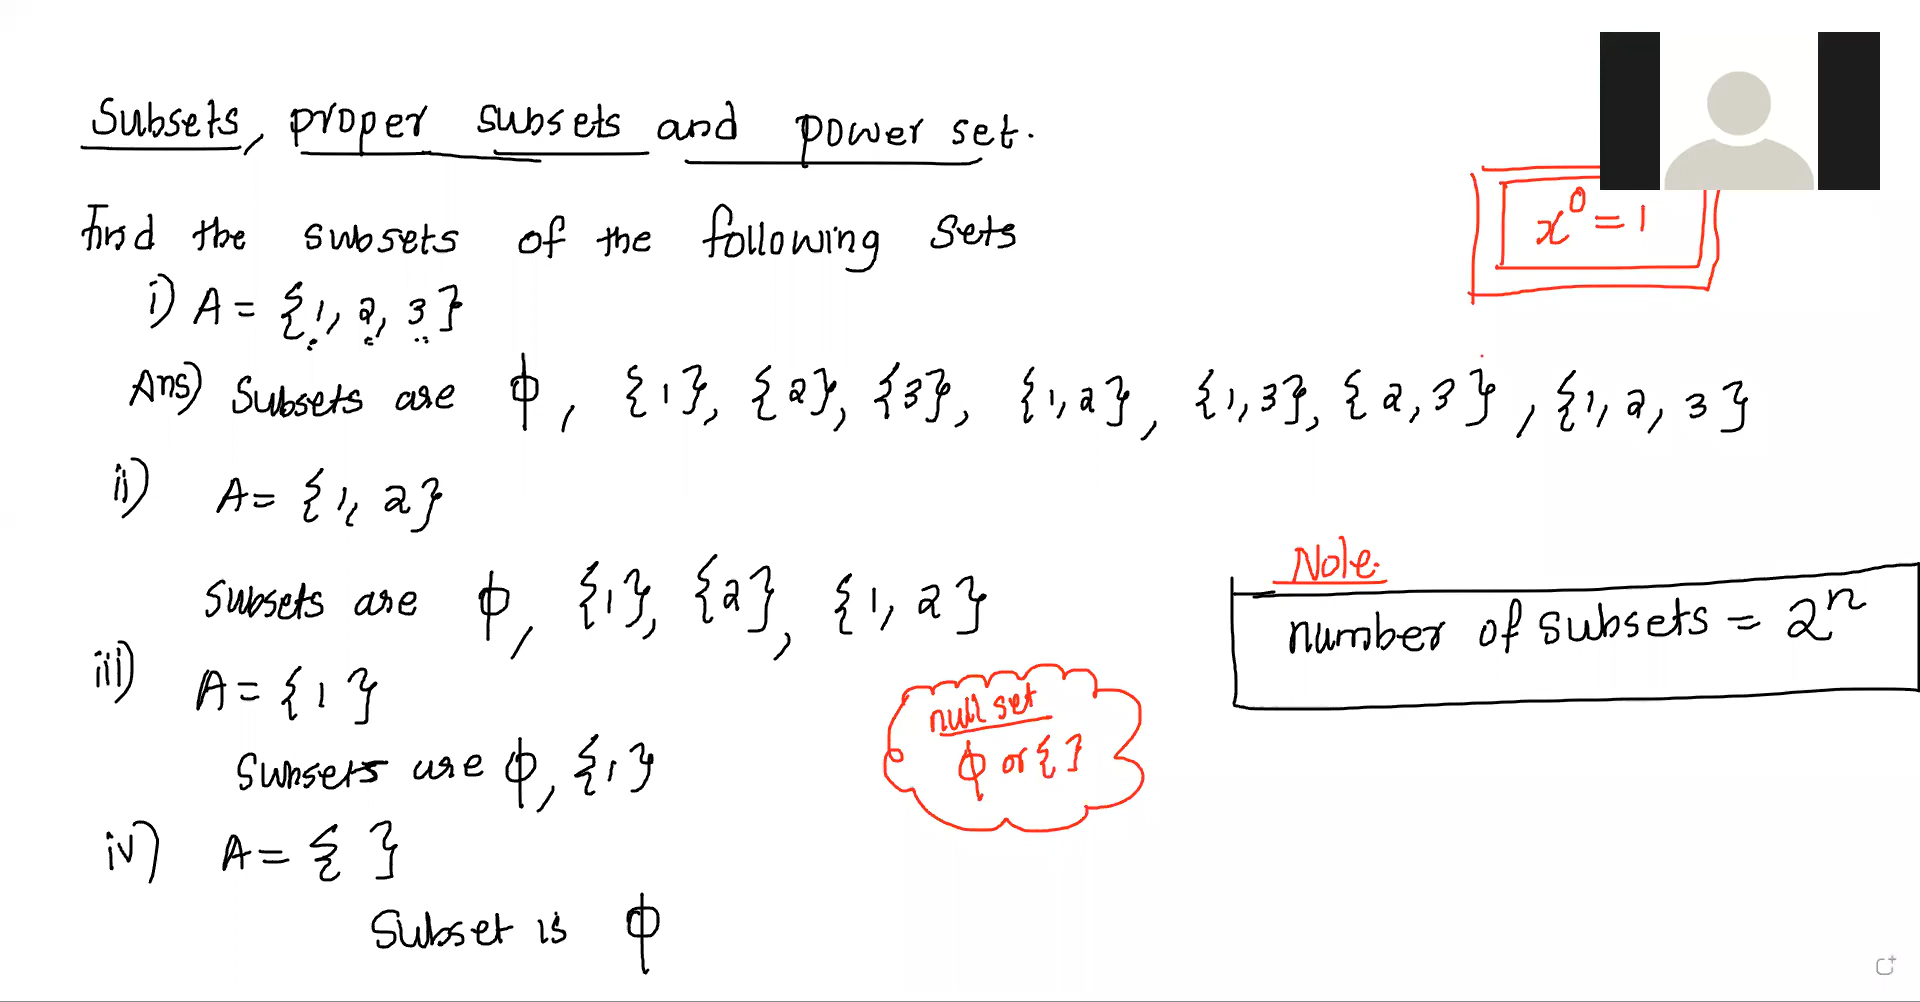 Subsets, proper subsets and power set.
x⁰ = 1
Find the subsets of the following sets
i) A = {1, 2, 3}
Ans) Subsets are ϕ, {1}, {2}, {3}, {1,2}, {1,3}, {2,3}, {1, 2, 3}
ii) A = {1, 2}
Note
Subsets are ϕ, {1}, {2}, {1, 2}
number of subsets = 2ⁿ
iii) A = {1}
null set
ϕ or { }
Subsets are ϕ, {1}
iv) A = { }
Subset is ϕ